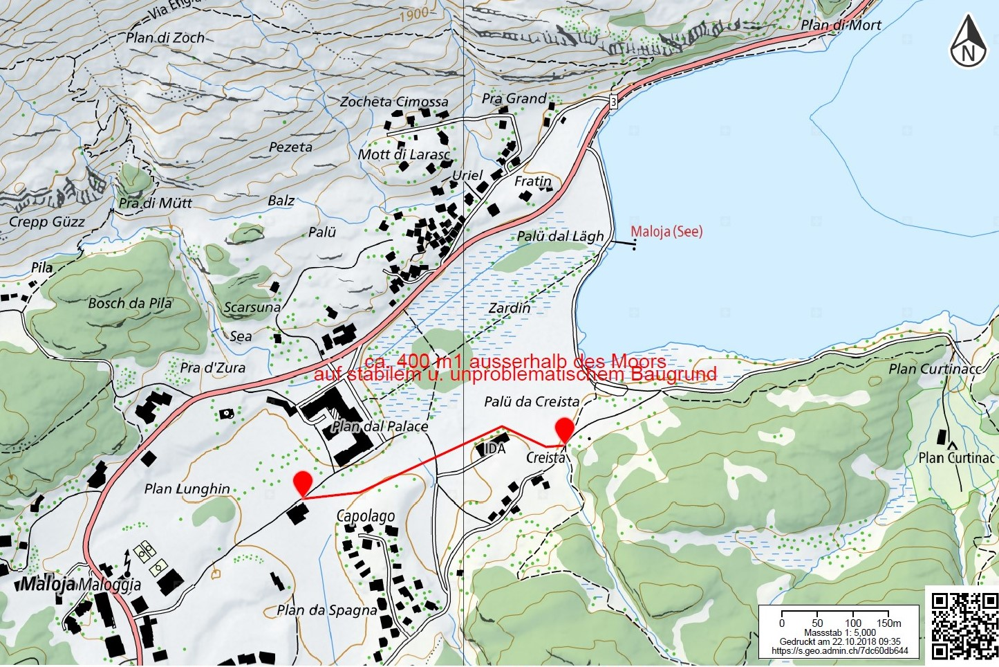 Via Engi
1900
Plan di Mort
Plan di Zoch
N
Zocheta Cimossa
Pra Grand
3
Pezeta
Mott di Larasc
Uriel
Fratin
Balz
Pra di Mütt
Crepp Güzz
Palü
Palü dal Lägh
Maloja (See)
Pila
Bosch da Pila
Scarsuna
Zardin
Sea
ca. 400 m1 ausserhalb des Moors
auf stabilem u. unproblematischem Baugrund
Pra d'Zura
Plan Curtinacc
Palü da Creista
Plan dal Palace
IDA
Creista
Plan Curtinac
Plan Lunghin
Capolago
Maloja Maloggia
Plan da Spagna
0 50 100 150m
Massstab 1: 5,000
Gedruckt am 22.10.2018 09:35
https://s.geo.admin.ch/7dc60db644